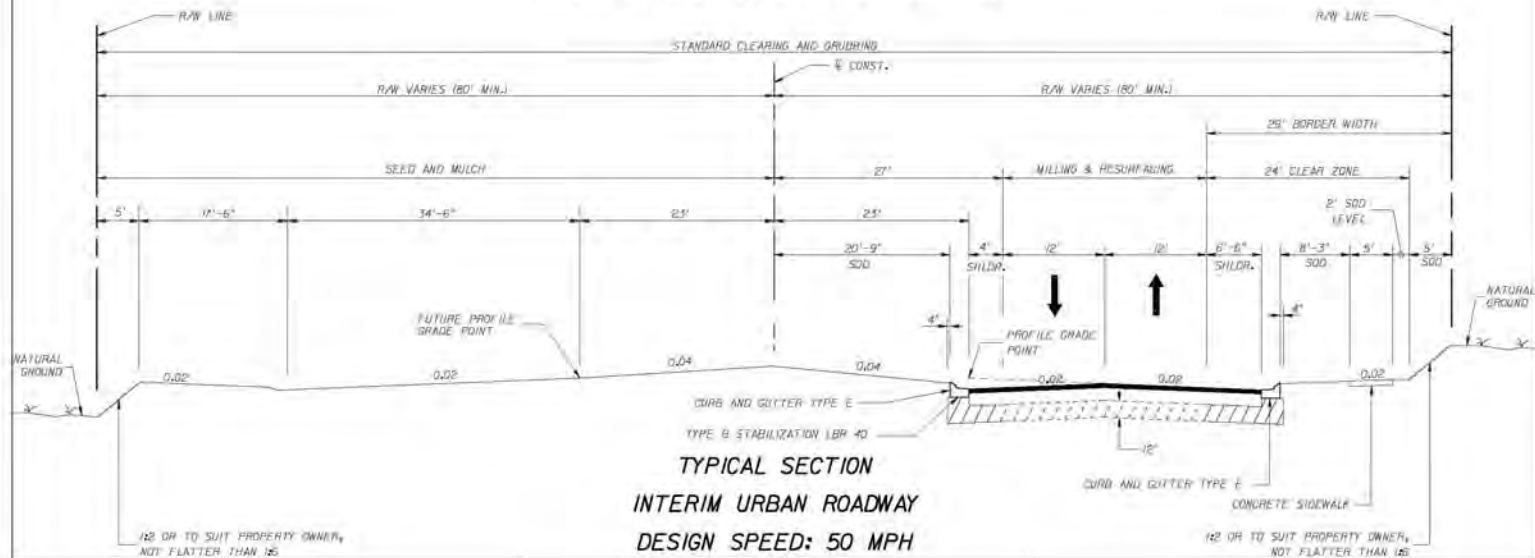 R/W LINE
R/W LINE
STANDARD CLEARING AND GRUBBING
℄ CONST.
R/W VARIES (80' MIN.)
R/W VARIES (80' MIN.)
29' BORDER WIDTH
SEED AND MULCH
27'
MILLING & RESURFACING
24' CLEAR ZONE
5'
17'-6"
34'-6"
23'
23'
2' SOD
LEVEL
20'-9"
SOD
4'
SHLDR.
12'
12'
6'-6"
SHLDR.
8'-3"
SOD
5'
5'
SOD
NATURAL
GROUND
4"
4"
FUTURE PROFILE
GRADE POINT
PROFILE GRADE
POINT
NATURAL
GROUND
0.02
0.02
0.04
0.04
0.02
0.02
0.02
CURB AND GUTTER TYPE E
TYPE B STABILIZATION LBR 40
12"
CURB AND GUTTER TYPE E
CONCRETE SIDEWALK
TYPICAL SECTION
INTERIM URBAN ROADWAY
DESIGN SPEED: 50 MPH
1:2 OR TO SUIT PROPERTY OWNER,
NOT FLATTER THAN 1:6
1:2 OR TO SUIT PROPERTY OWNER,
NOT FLATTER THAN 1:6